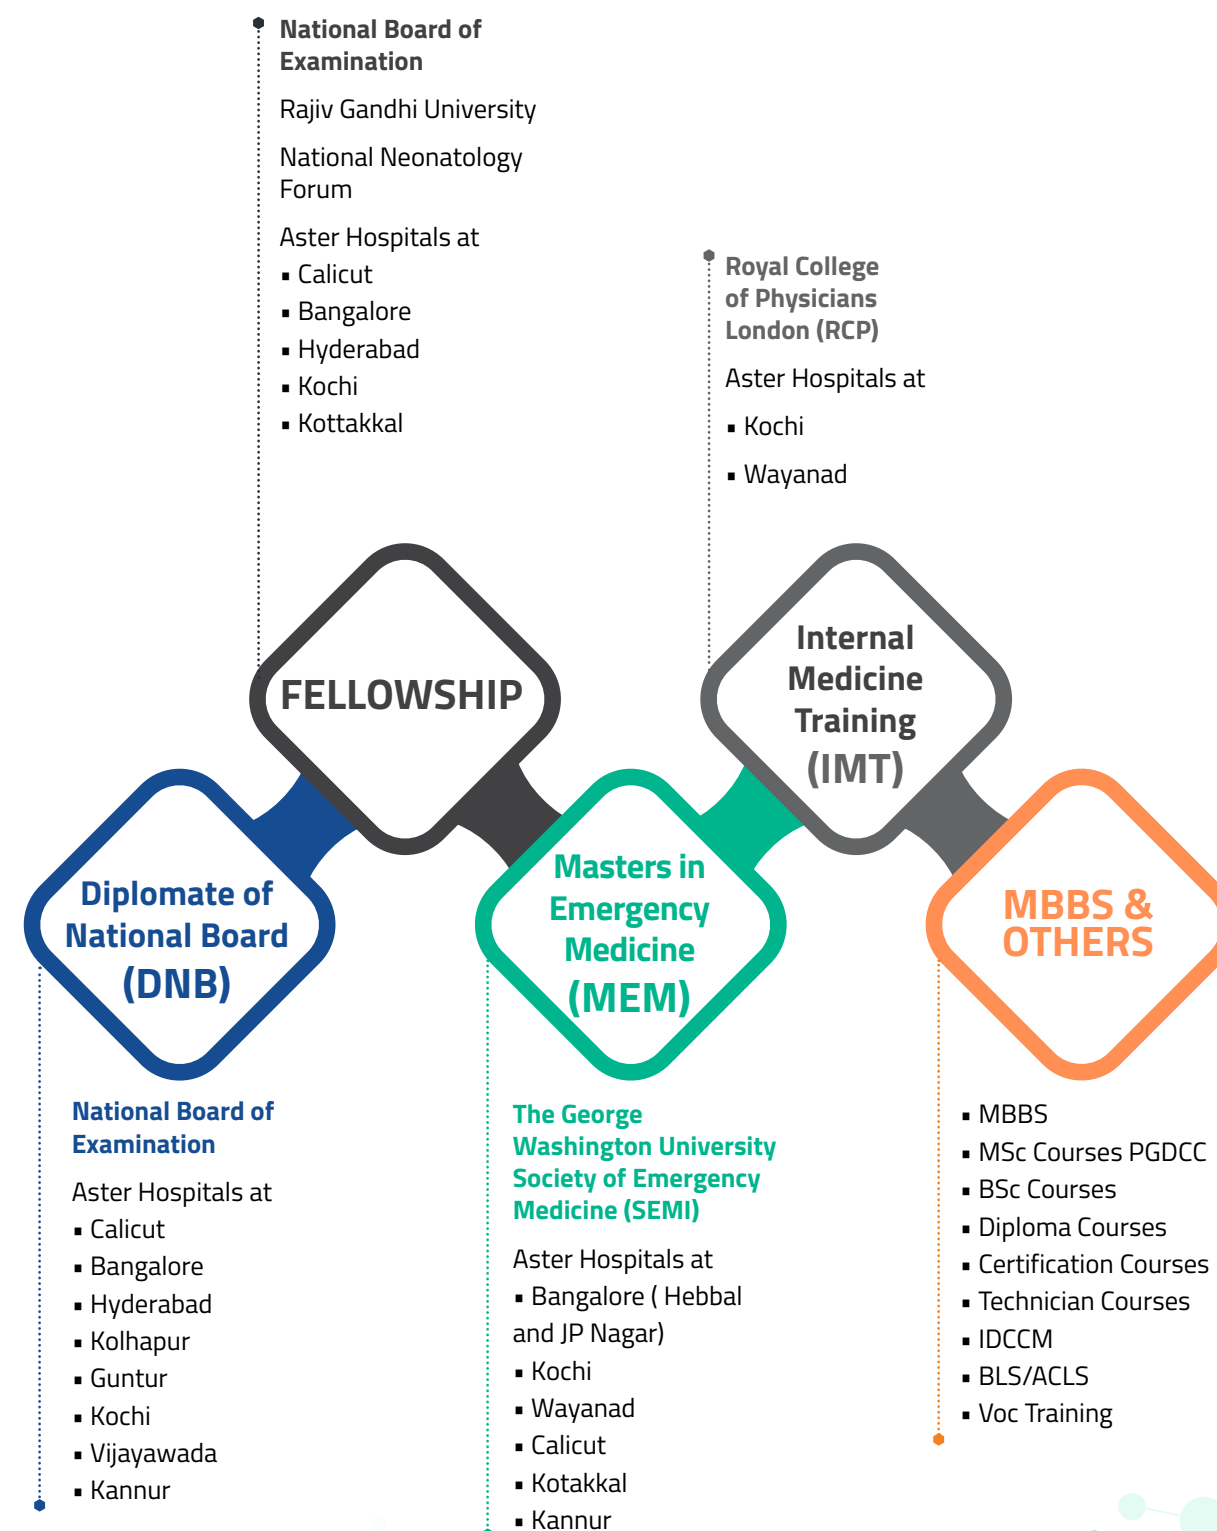 National Board of
Examination
Rajiv Gandhi University
National Neonatology
Forum
Aster Hospitals at
▪ Calicut
▪ Bangalore
▪ Hyderabad
▪ Kochi
▪ Kottakkal
Royal College
of Physicians
London (RCP)
Aster Hospitals at
▪ Kochi
▪ Wayanad
FELLOWSHIP
Internal
Medicine
Training
(IMT)
Diplomate of
National Board
(DNB)
Masters in
Emergency
Medicine
(MEM)
MBBS &
OTHERS
National Board of
Examination
Aster Hospitals at
▪ Calicut
▪ Bangalore
▪ Hyderabad
▪ Kolhapur
▪ Guntur
▪ Kochi
▪ Vijayawada
▪ Kannur
The George
Washington University
Society of Emergency
Medicine (SEMI)
Aster Hospitals at
▪ Bangalore ( Hebbal
and JP Nagar)
▪ Kochi
▪ Wayanad
▪ Calicut
▪ Kotakkal
▪ Kannur
▪ MBBS
▪ MSc Courses PGDCC
▪ BSc Courses
▪ Diploma Courses
▪ Certification Courses
▪ Technician Courses
▪ IDCCM
▪ BLS/ACLS
▪ Voc Training